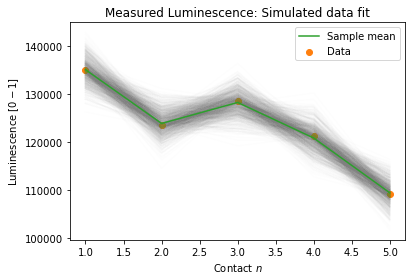 Measured Luminescence: Simulated data fit
Sample mean
Data
140000
130000
120000
110000
100000
Luminescence [0 − 1]
1.0 1.5 2.0 2.5 3.0 3.5 4.0 4.5 5.0
Contact n